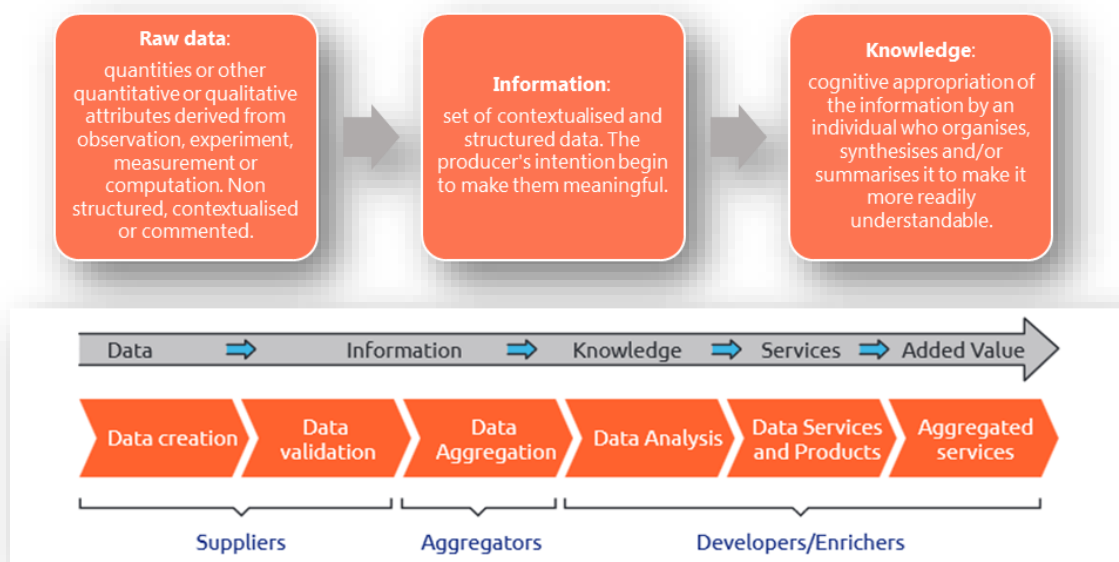 Raw data:
quantities or other
quantitative or qualitative
attributes derived from
observation, experiment,
measurement or
computation. Non
structured, contextualised
or commented.
Information:
set of contextualised and
structured data. The
producer's intention begin
to make them meaningful.
Knowledge:
cognitive appropriation of
the information by an
individual who organises,
synthesises and/or
summarises it to make it
more readily
understandable.
Data Information Knowledge Services Added Value
Data creation
Data
validation
Data
Aggregation
Data Analysis
Data Services
and Products
Aggregated
services
Suppliers
Aggregators
Developers/Enrichers